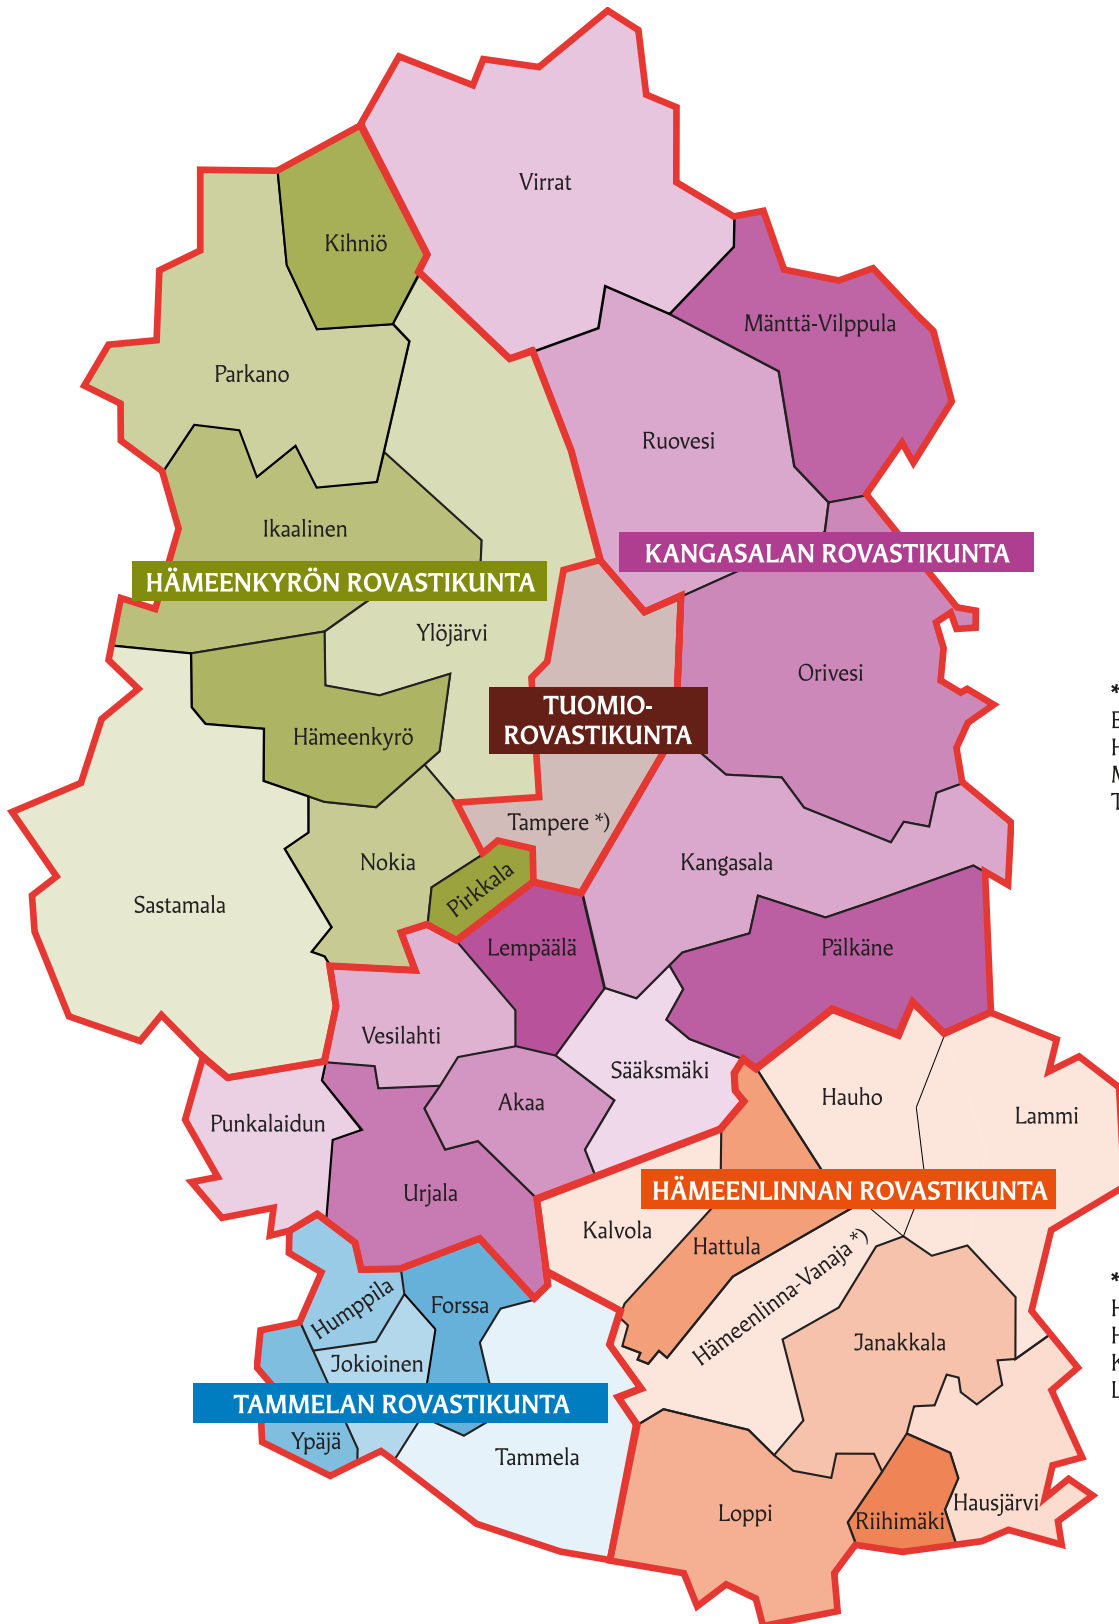 Virrat
Kihniö
Mänttä-Vilppula
Parkano
Ruovesi
Ikaalinen
KANGASALAN ROVASTIKUNTA
HÄMEENKYRÖN ROVASTIKUNTA
Ylöjärvi
Orivesi
TUOMIO-
ROVASTIKUNTA
Hämeenkyrö
Tampere *)
Nokia
Kangasala
Pirkkala
Sastamala
Lempäälä
Pälkäne
Vesilahti
Sääksmäki
Hauho
Akaa
Lammi
Punkalaidun
Urjala
HÄMEENLINNAN ROVASTIKUNTA
Kalvola
Hattula
Hämeenlinna-Vanaja *)
Humppila
Forssa
Janakkala
Jokioinen
TAMMELAN ROVASTIKUNTA
Ypäjä
Tammela
Loppi
Riihimäki
Hausjärvi